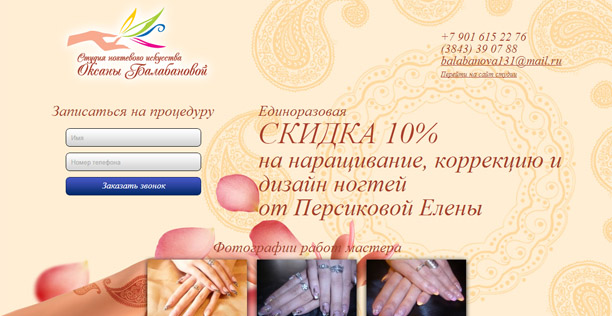 Студия ногтевого искусства
Оксаны Балабановой
+7 901 615 22 76
(3843) 39 07 88
balabanova131@mail.ru
Перейти на сайт студии
Записаться на процедуру
Имя
Номер телефона
Заказать звонок
Единоразовая
СКИДКА 10%
на наращивание, коррекцию и
дизайн ногтей
от Персиковой Елены
Фотографии работ мастера